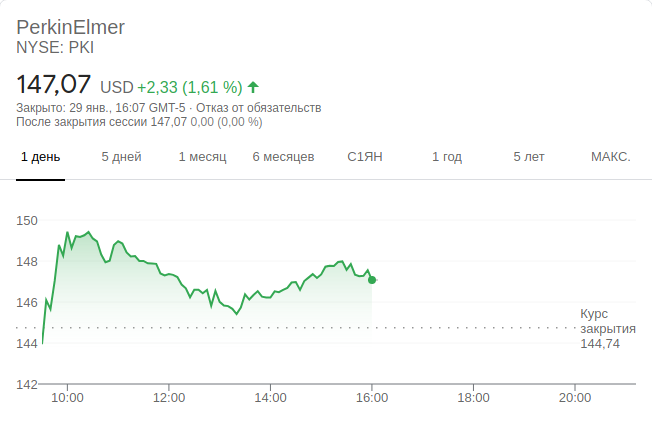 PerkinElmer
NYSE: PKI
147,07 USD +2,33 (1,61 %)
Закрыто: 29 янв., 16:07 GMT-5 · Отказ от обязательств
После закрытия сессии 147,07 0,00 (0,00 %)
1 день 5 дней 1 месяц 6 месяцев С1ЯН 1 год 5 лет МАКС.
150
148
146
Курс
закрытия
144,74
144
142
10:00 12:00 14:00 16:00 18:00 20:00